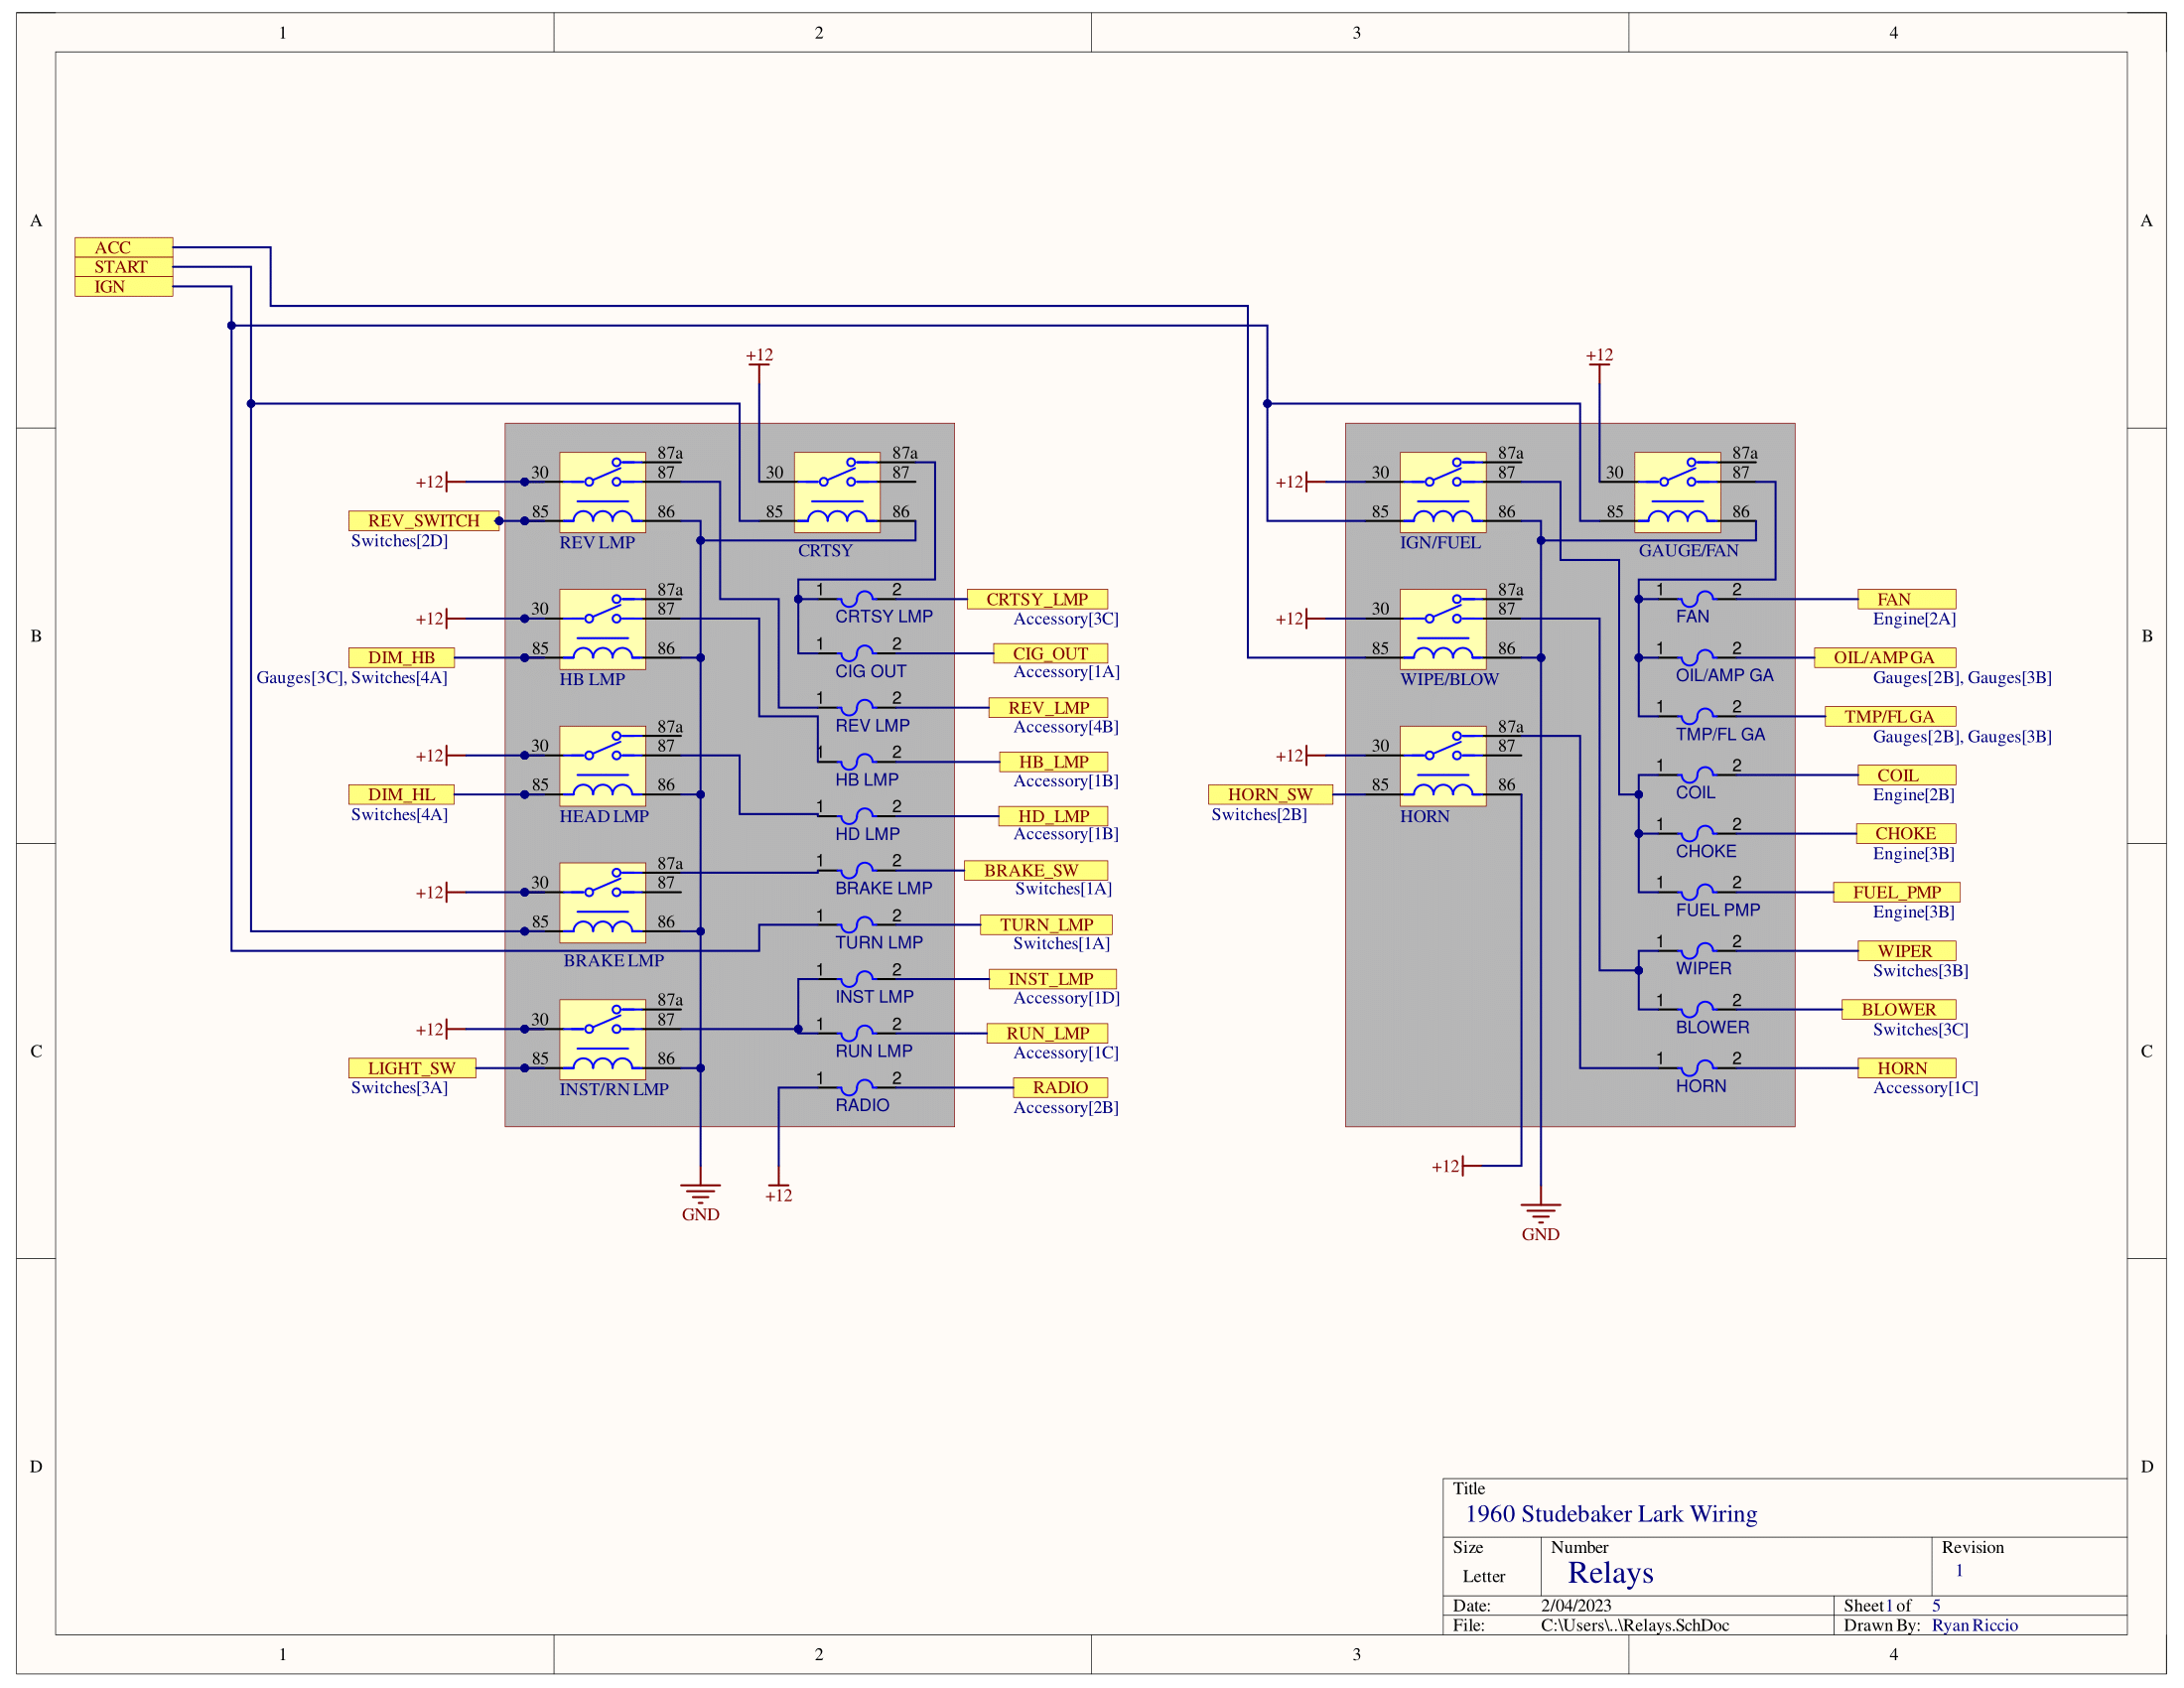 1 2 3 4
A A
ACC
START
IGN
+12 +12
87a 87a 87a 87a
+12 30 87 30 87 +12 30 87 30 87
REV_SWITCH 85 86 85 86 85 86 85 86
Switches[2D] REV LMP CRTSY IGN/FUEL GAUGE/FAN
87a 1 2 CRTSY_LMP 87a 1 2 FAN
+12 30 87 CRTSY LMP Accessory[3C] +12 30 87 FAN Engine[2A]
B B
DIM_HB 85 86 1 2 CIG_OUT 85 86 1 2 OIL/AMP GA
Gauges[3C], Switches[4A] HB LMP CIG OUT Accessory[1A] WIPE/BLOW OIL/AMP GA Gauges[2B], Gauges[3B]
1 2 REV_LMP 1 2 TMP/FL GA
87a REV LMP Accessory[4B] 87a TMP/FL GA Gauges[2B], Gauges[3B]
+12 30 87 1 2 HB_LMP +12 30 87 1 2 COIL
HB LMP Accessory[1B]
DIM_HL 85 86 HORN_SW 85 86 COIL Engine[2B]
Switches[4A] HEAD LMP 1 2 HD_LMP Switches[2B] HORN 1 2 CHOKE
HD LMP Accessory[1B] CHOKE Engine[3B]
87a 1 2 BRAKE_SW
+12 30 87 BRAKE LMP Switches[1A] 1 2 FUEL_PMP
85 86 1 2 TURN_LMP FUEL PMP Engine[3B]
BRAKE LMP TURN LMP Switches[1A] 1 2 WIPER
1 2 INST_LMP WIPER Switches[3B]
87a INST LMP Accessory[1D] 1 2 BLOWER
+12 30 87 1 2 RUN_LMP BLOWER Switches[3C]
C RUN LMP Accessory[1C] C
LIGHT_SW 85 86 1 2 HORN
Switches[3A] INST/RN LMP 1 2 RADIO HORN Accessory[1C]
RADIO Accessory[2B]
+12
GND +12 GND
D D
Title
1960 Studebaker Lark Wiring
Size Number Revision
Letter Relays 1
Date: 2/04/2023 Sheet 1 of 5
File: C:\Users\..\Relays.SchDoc Drawn By: Ryan Riccio
1 2 3 4